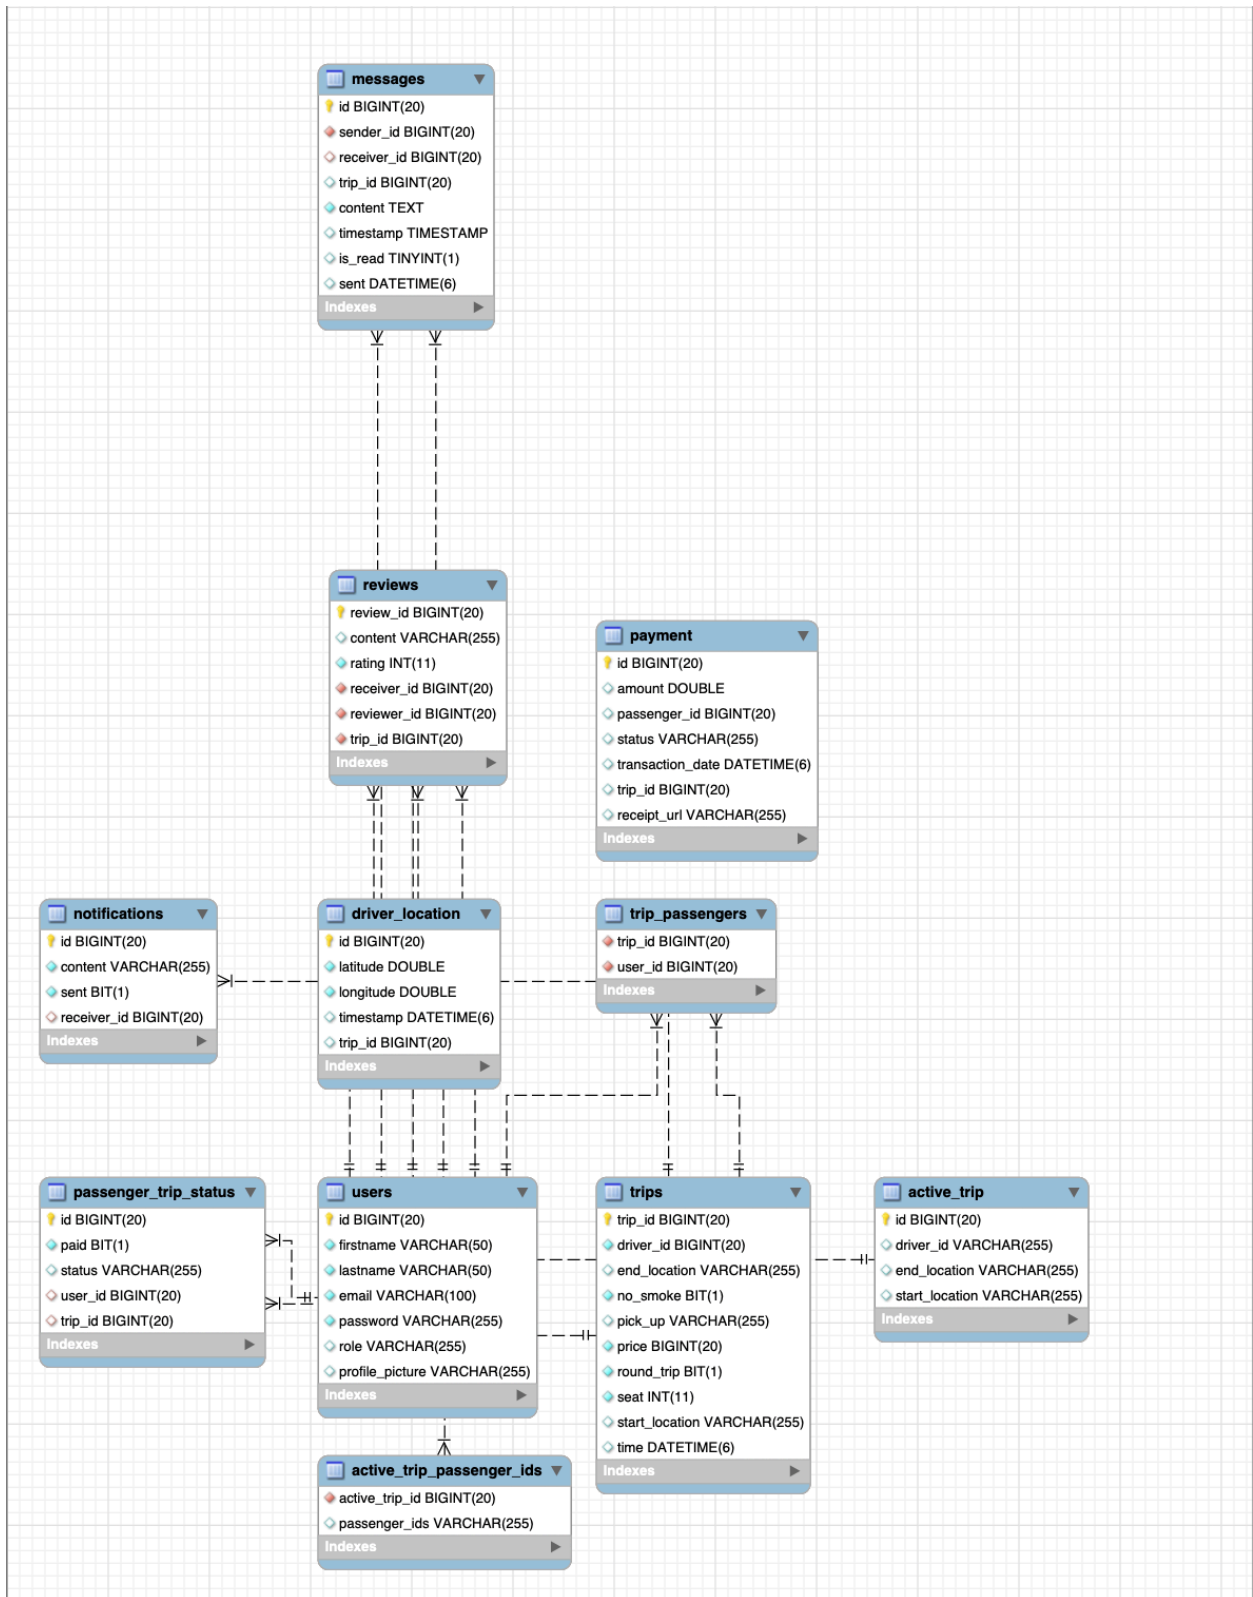 messages
id BIGINT(20)
sender_id BIGINT(20)
receiver_id BIGINT(20)
trip_id BIGINT(20)
content TEXT
timestamp TIMESTAMP
is_read TINYINT(1)
sent DATETIME(6)
Indexes
reviews
review_id BIGINT(20)
content VARCHAR(255)
rating INT(11)
receiver_id BIGINT(20)
reviewer_id BIGINT(20)
trip_id BIGINT(20)
Indexes
payment
id BIGINT(20)
amount DOUBLE
passenger_id BIGINT(20)
status VARCHAR(255)
transaction_date DATETIME(6)
trip_id BIGINT(20)
receipt_url VARCHAR(255)
Indexes
notifications
id BIGINT(20)
content VARCHAR(255)
sent BIT(1)
receiver_id BIGINT(20)
Indexes
driver_location
id BIGINT(20)
latitude DOUBLE
longitude DOUBLE
timestamp DATETIME(6)
trip_id BIGINT(20)
Indexes
trip_passengers
trip_id BIGINT(20)
user_id BIGINT(20)
Indexes
passenger_trip_status
id BIGINT(20)
paid BIT(1)
status VARCHAR(255)
user_id BIGINT(20)
trip_id BIGINT(20)
Indexes
users
id BIGINT(20)
firstname VARCHAR(50)
lastname VARCHAR(50)
email VARCHAR(100)
password VARCHAR(255)
role VARCHAR(255)
profile_picture VARCHAR(255)
Indexes
trips
trip_id BIGINT(20)
driver_id BIGINT(20)
end_location VARCHAR(255)
no_smoke BIT(1)
pick_up VARCHAR(255)
price BIGINT(20)
round_trip BIT(1)
seat INT(11)
start_location VARCHAR(255)
time DATETIME(6)
Indexes
active_trip
id BIGINT(20)
driver_id VARCHAR(255)
end_location VARCHAR(255)
start_location VARCHAR(255)
Indexes
active_trip_passenger_ids
active_trip_id BIGINT(20)
passenger_ids VARCHAR(255)
Indexes